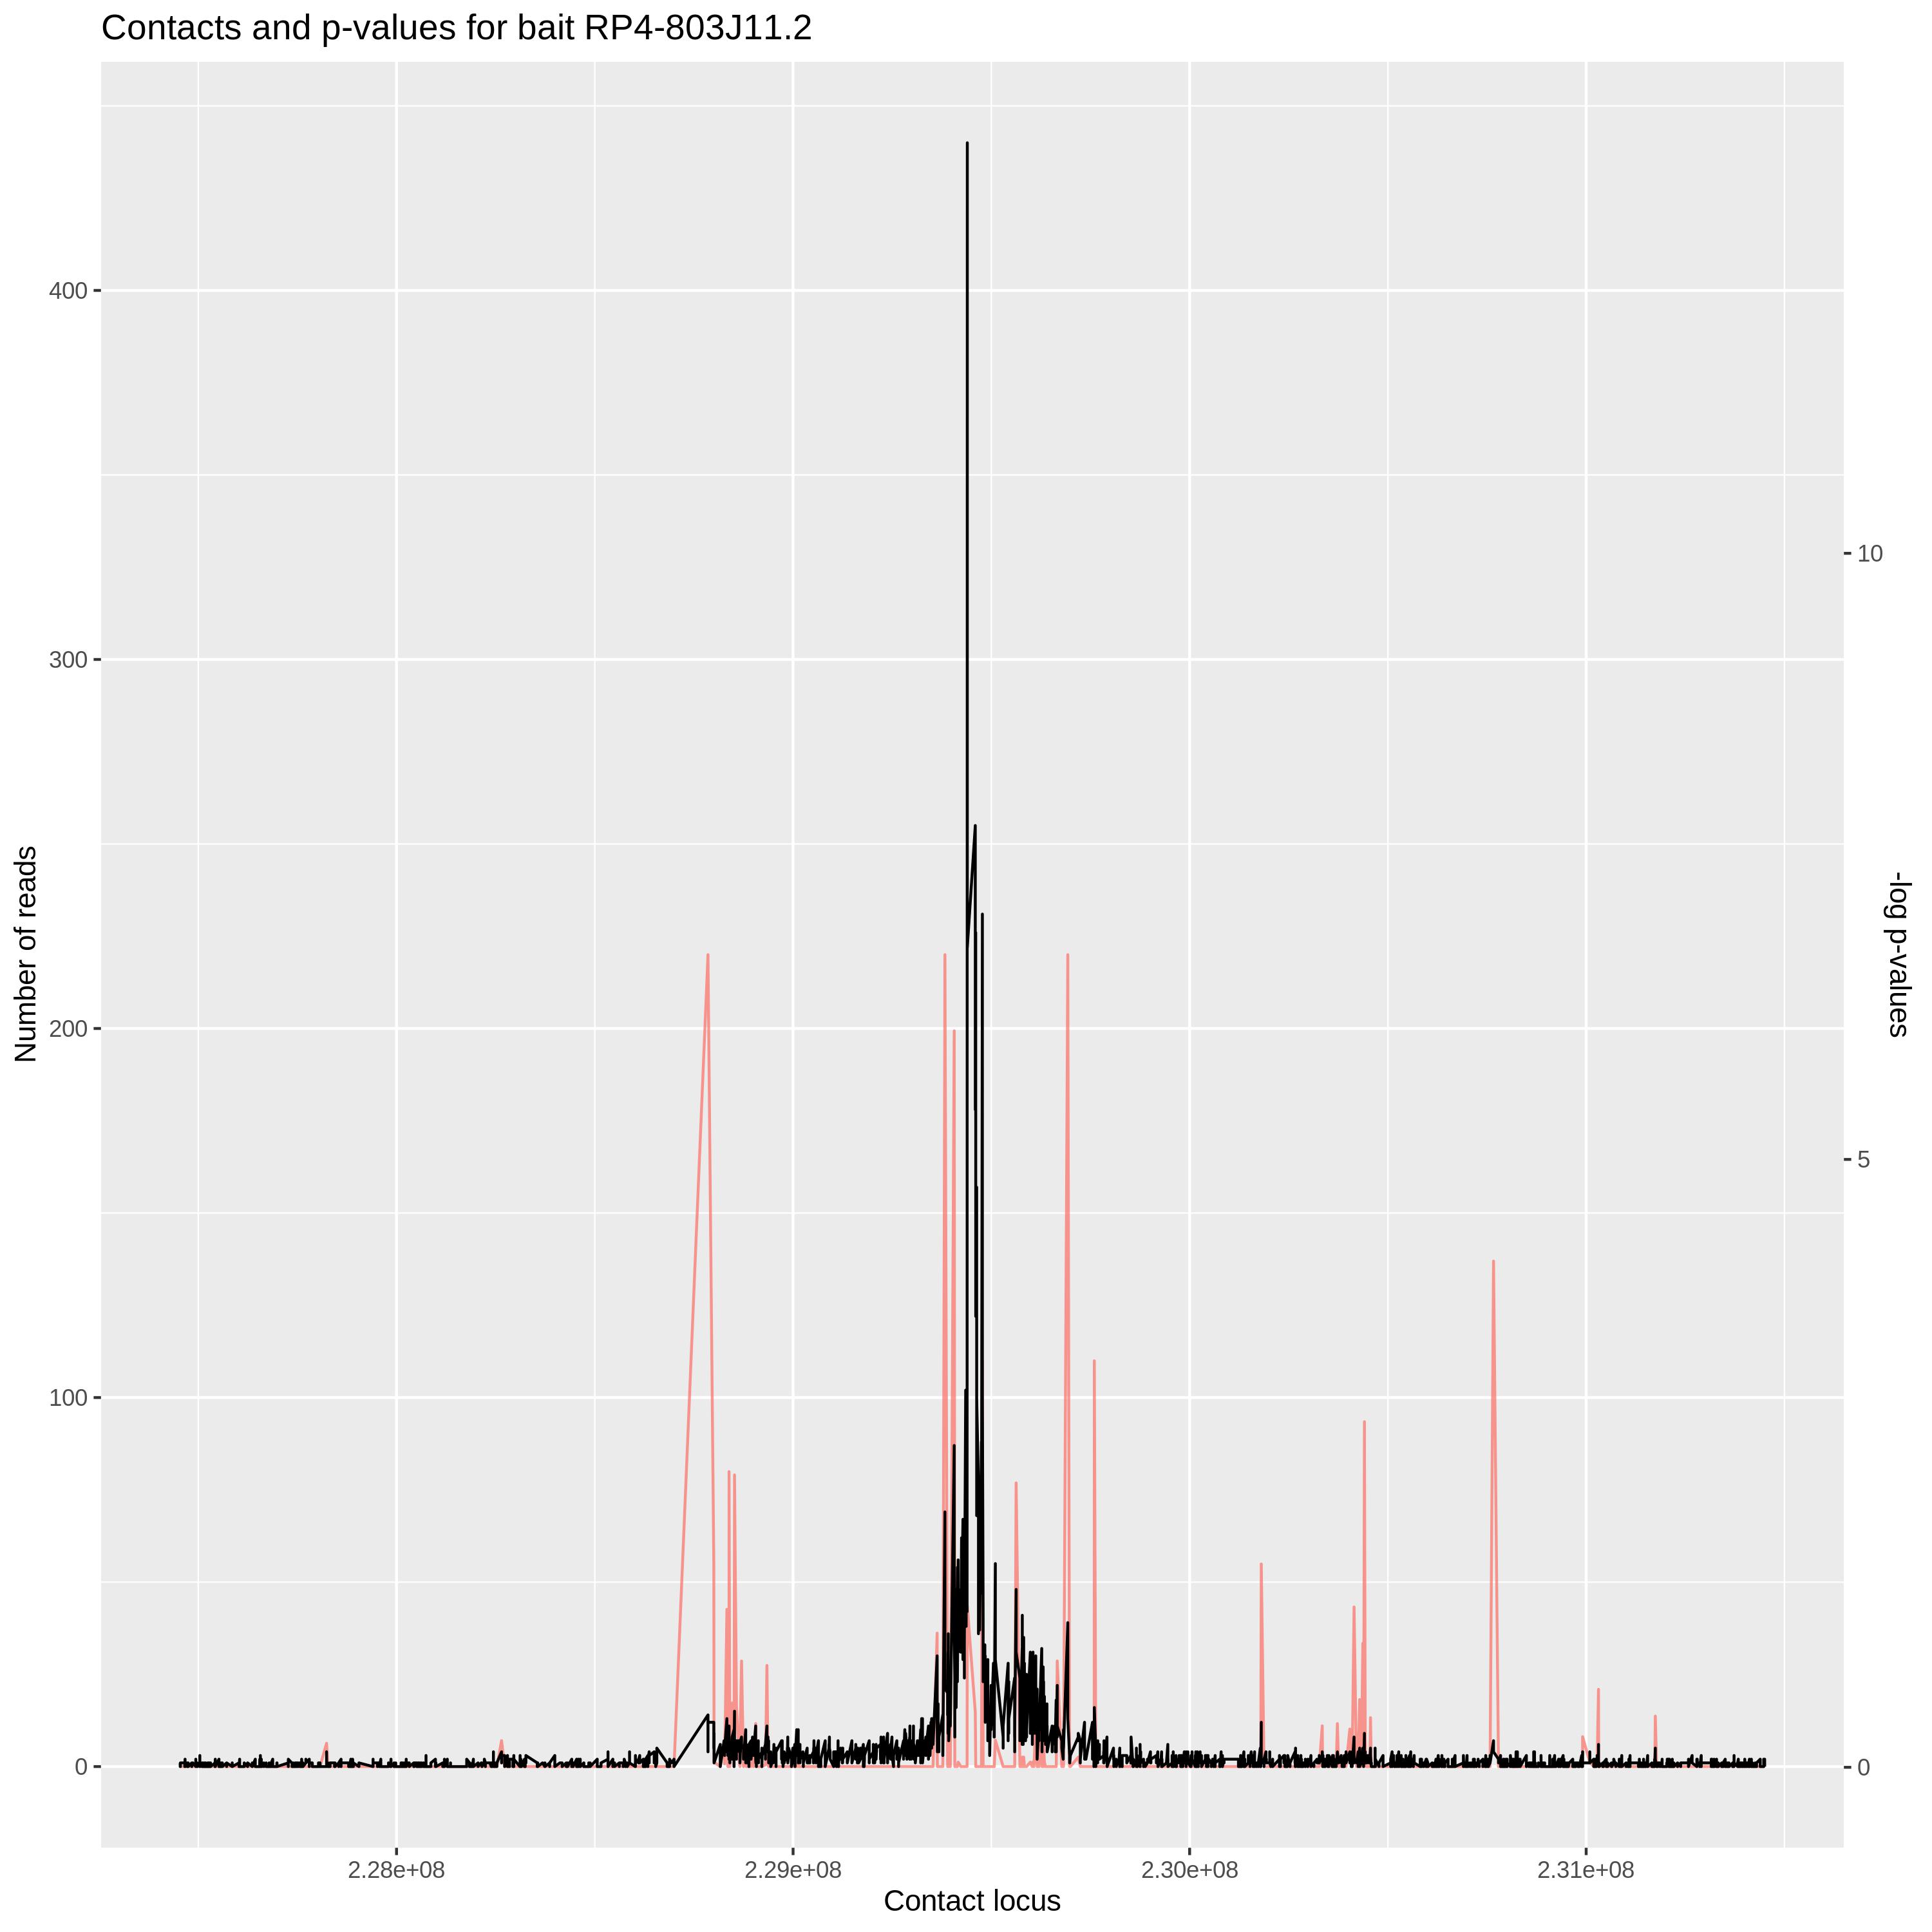 Contacts and p-values for bait RP4-803J11.2
400
300
200
100
0
Number of reads
10
5
0
-log p-values
2.28e+08
2.29e+08
2.30e+08
2.31e+08
Contact locus